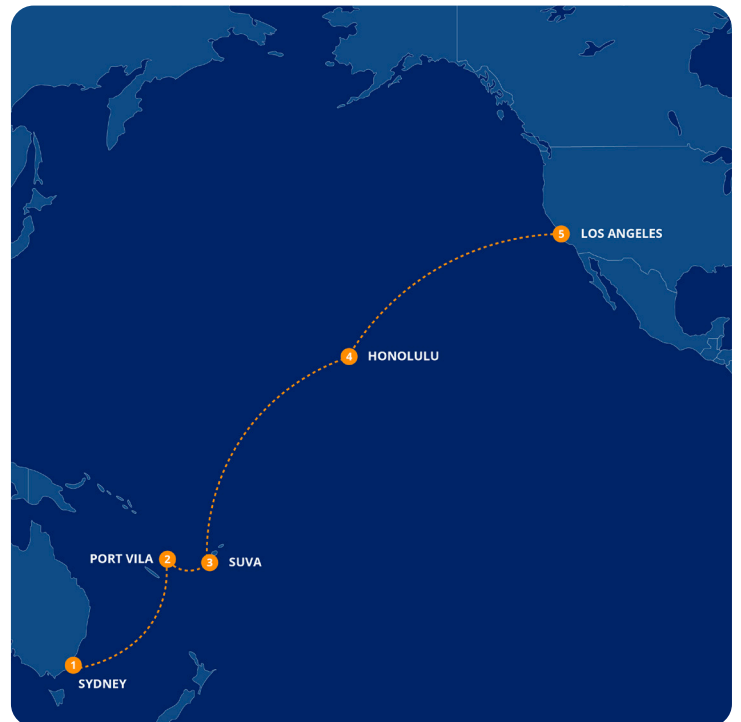 5 LOS ANGELES
4 HONOLULU
PORT VILA 2
3 SUVA
1
SYDNEY